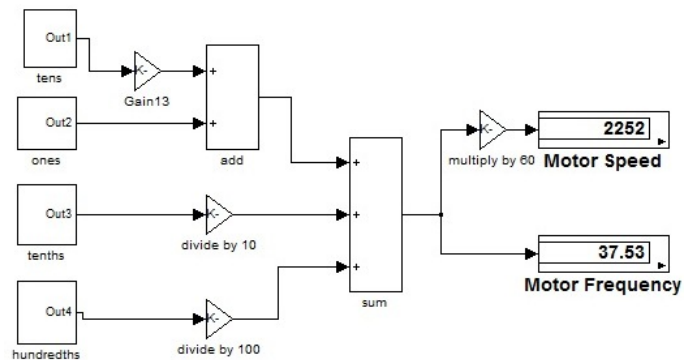 Out1
tens
K-
Gain13
+
+
add
Out2
ones
Out3
tenths
K-
divide by 10
Out4
hundredths
K-
divide by 100
+
+
+
sum
K-
multiply by 60
2252
Motor Speed
37.53
Motor Frequency